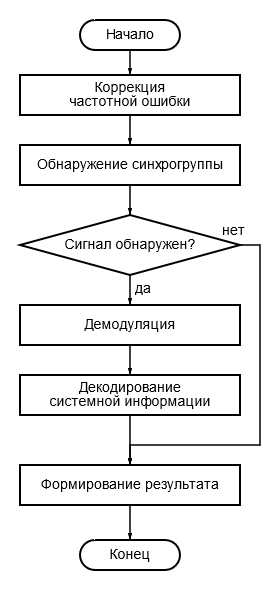 Начало
Коррекция
частотной ошибки
Обнаружение синхрогруппы
Сигнал обнаружен?
нет
да
Демодуляция
Декодирование
системной информации
Формирование результата
Конец